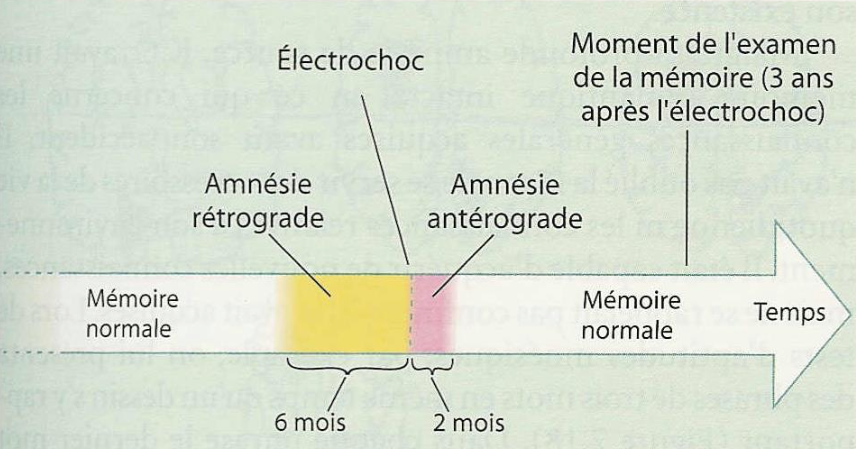 Électrochoc
Moment de l'examen
de la mémoire (3 ans
après l'électrochoc)
Amnésie
rétrograde
Amnésie
antérograde
Mémoire
normale
Mémoire
normale
Temps
6 mois
2 mois